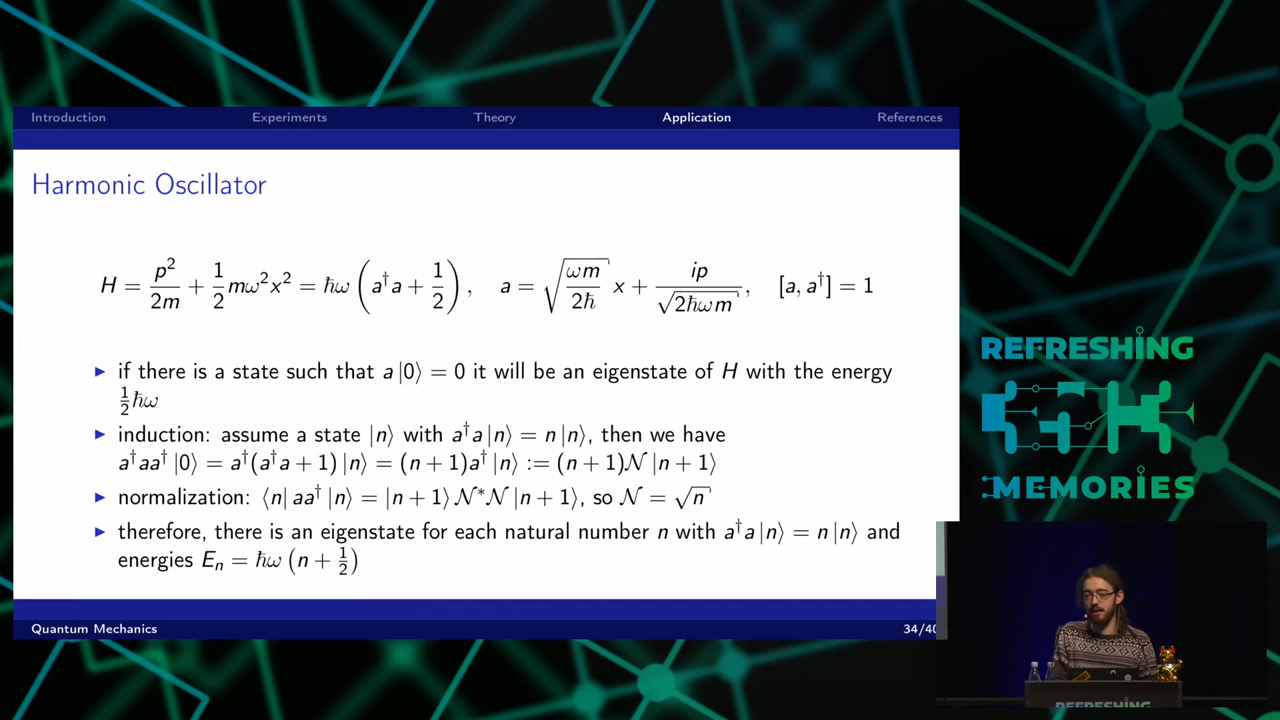 Introduction Experiments Theory Application References
Harmonic Oscillator
H = p²/2m + 1/2 mω²x² = ℏω (a†a + 1/2), a = √(ωm/2ℏ) x + ip/√(2ℏωm), [a, a†] = 1
▶ if there is a state such that a |0⟩ = 0 it will be an eigenstate of H with the energy
½ℏω
▶ induction: assume a state |n⟩ with a†a |n⟩ = n |n⟩, then we have
a†aa† |0⟩ = a†(a†a + 1) |n⟩ = (n + 1)a† |n⟩ := (n + 1)𝒩 |n + 1⟩
▶ normalization: ⟨n| aa† |n⟩ = |n + 1⟩ 𝒩*𝒩 |n + 1⟩, so 𝒩 = √n
▶ therefore, there is an eigenstate for each natural number n with a†a |n⟩ = n |n⟩ and
energies Eₙ = ℏω (n + ½)
Quantum Mechanics 34/40
REFRESHING
MEMORIES
REFRESHING